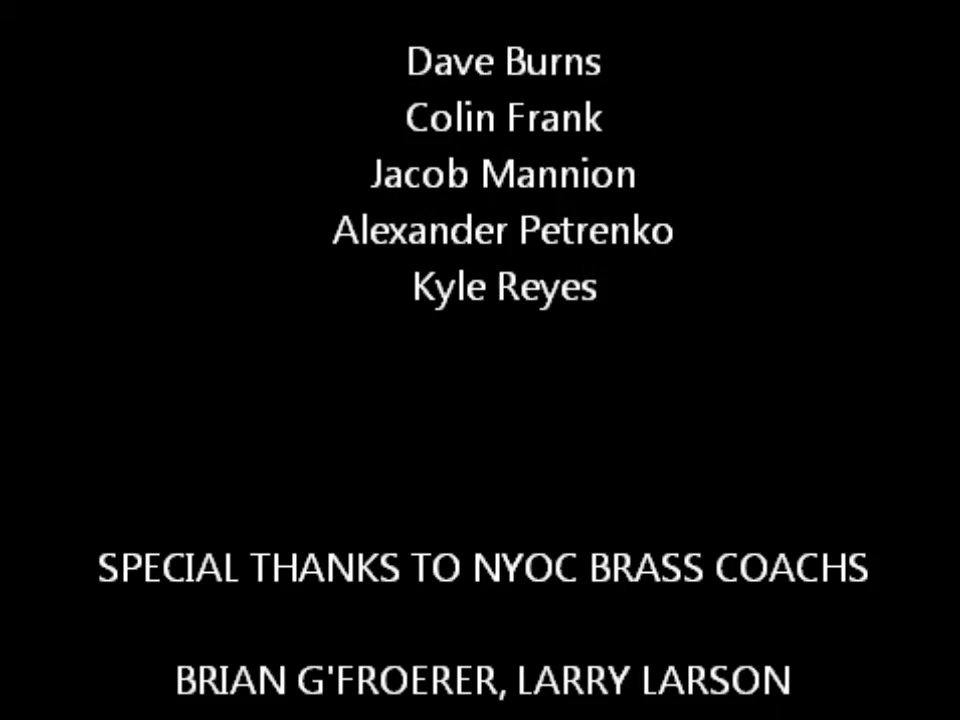 Dave Burns
Colin Frank
Jacob Mannion
Alexander Petrenko
Kyle Reyes
SPECIAL THANKS TO NYOC BRASS COACHS
BRIAN G'FROERER, LARRY LARSON